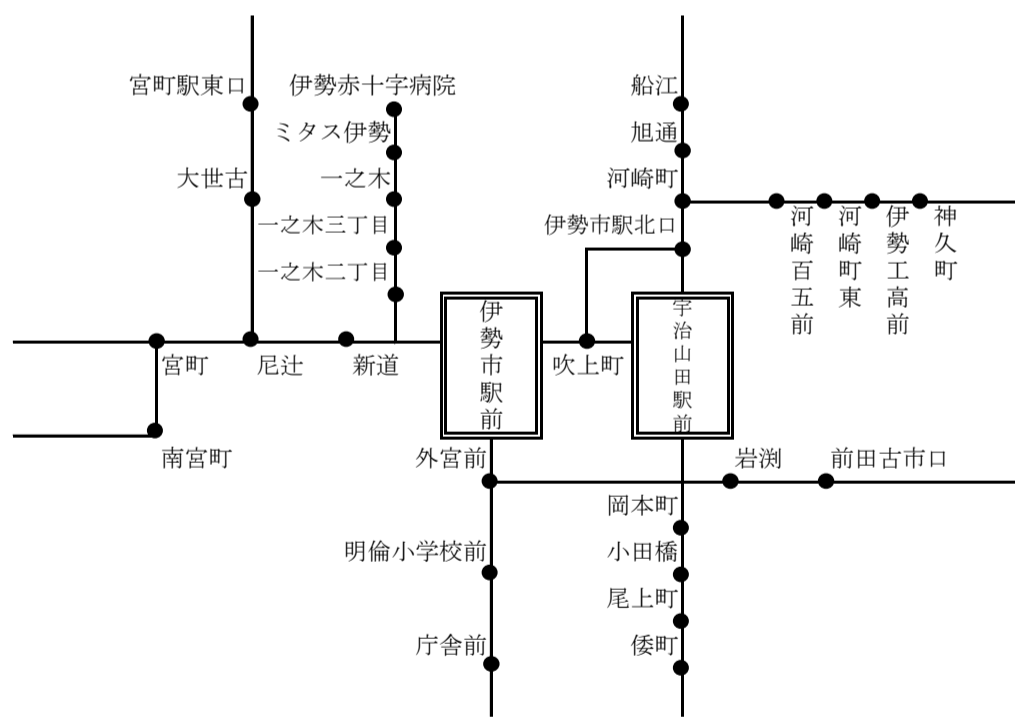 宮町駅東口
伊勢赤十字病院
船江
ミタス伊勢
旭通
大世古
一之木
河崎町
一之木三丁目
伊勢市駅北口
河崎百五前
河崎町東
伊勢工高前
神久町
一之木二丁目
伊勢市駅前
宇治山田駅前
宮町
尼辻
新道
吹上町
南宮町
外宮前
岩渕
前田古市口
岡本町
明倫小学校前
小田橋
尾上町
庁舎前
倭町